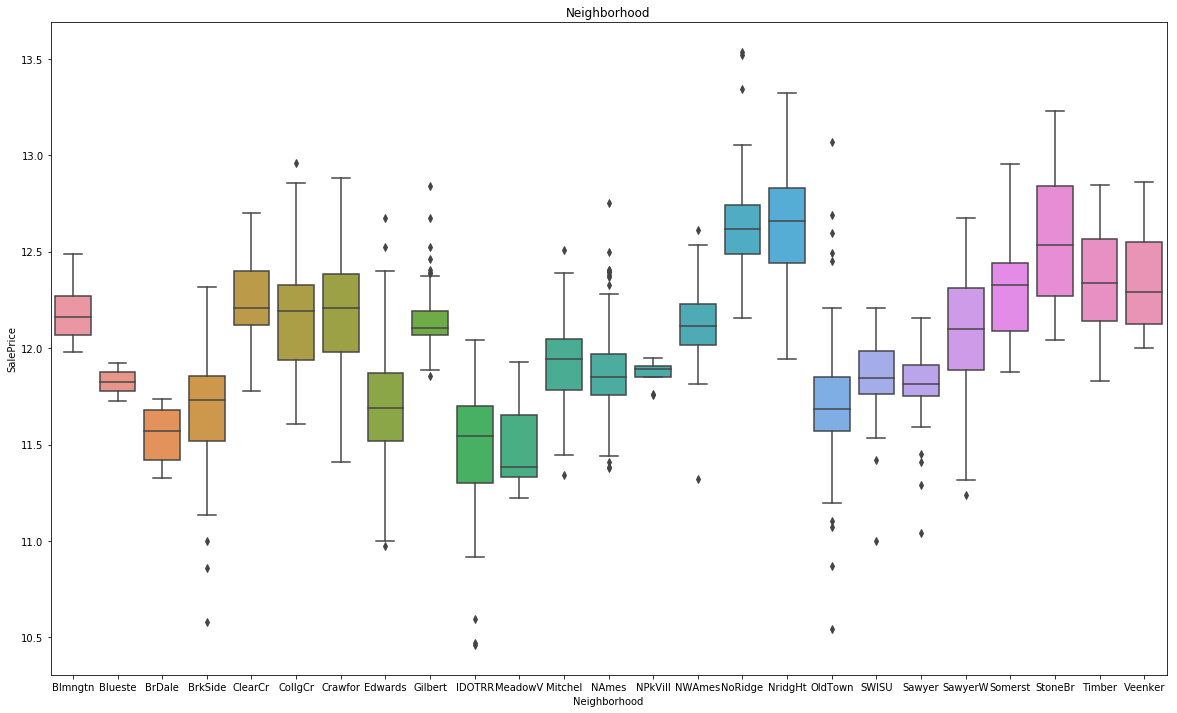 Neighborhood
13.5
13.0
12.5
12.0
11.5
11.0
10.5
SalePrice
Blmngtn Blueste BrDale BrkSide ClearCr CollgCr Crawfor Edwards Gilbert IDOTRR MeadowV Mitchel NAmes NPkVill NWAmes NoRidge NridgHt OldTown SWISU Sawyer SawyerW Somerst StoneBr Timber Veenker
Neighborhood